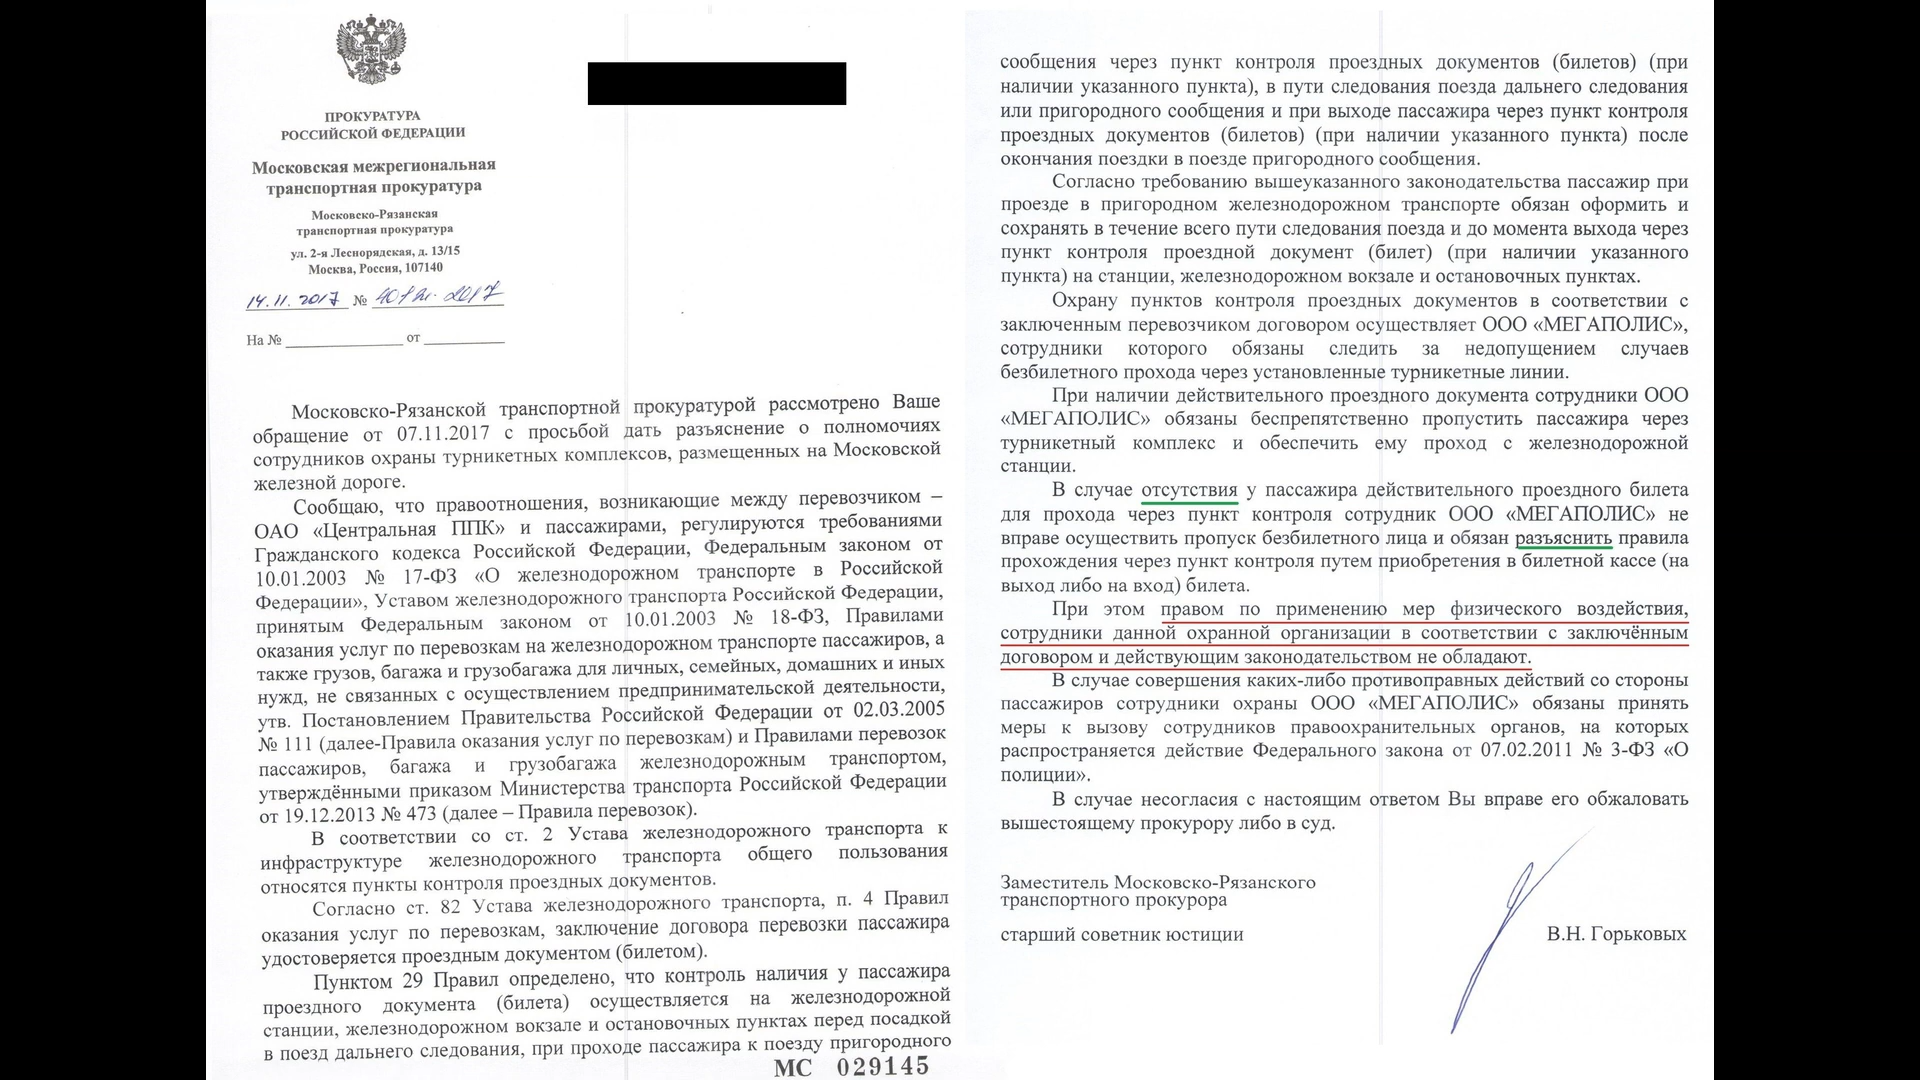 ПРОКУРАТУРА
РОССИЙСКОЙ ФЕДЕРАЦИИ
Московская межрегиональная
транспортная прокуратура
Московско-Рязанская
транспортная прокуратура
ул. 2-я Леснорядская, д. 13/15
Москва, Россия, 107140
14.11.2017 №
На № от
Московско-Рязанской транспортной прокуратурой рассмотрено Ваше
обращение от 07.11.2017 с просьбой дать разъяснение о полномочиях
сотрудников охраны турникетных комплексов, размещенных на Московской
железной дороге.
Сообщаю, что правоотношения, возникающие между перевозчиком –
ОАО «Центральная ППК» и пассажирами, регулируются требованиями
Гражданского кодекса Российской Федерации, Федеральным законом от
10.01.2003 № 17-ФЗ «О железнодорожном транспорте в Российской
Федерации», Уставом железнодорожного транспорта Российской Федерации,
принятым Федеральным законом от 10.01.2003 № 18-ФЗ, Правилами
оказания услуг по перевозкам на железнодорожном транспорте пассажиров, а
также грузов, багажа и грузобагажа для личных, семейных, домашних и иных
нужд, не связанных с осуществлением предпринимательской деятельности,
утв. Постановлением Правительства Российской Федерации от 02.03.2005
№ 111 (далее-Правила оказания услуг по перевозкам) и Правилами перевозок
пассажиров, багажа и грузобагажа железнодорожным транспортом,
утверждёнными приказом Министерства транспорта Российской Федерации
от 19.12.2013 № 473 (далее – Правила перевозок).
В соответствии со ст. 2 Устава железнодорожного транспорта к
инфраструктуре железнодорожного транспорта общего пользования
относятся пункты контроля проездных документов.
Согласно ст. 82 Устава железнодорожного транспорта, п. 4 Правил
оказания услуг по перевозкам, заключение договора перевозки пассажира
удостоверяется проездным документом (билетом).
Пунктом 29 Правил определено, что контроль наличия у пассажира
проездного документа (билета) осуществляется на железнодорожной
станции, железнодорожном вокзале и остановочных пунктах перед посадкой
в поезд дальнего следования, при проходе пассажира к поезду пригородного
МС 029145
сообщения через пункт контроля проездных документов (билетов) (при
наличии указанного пункта), в пути следования поезда дальнего следования
или пригородного сообщения и при выходе пассажира через пункт контроля
проездных документов (билетов) (при наличии указанного пункта) после
окончания поездки в поезде пригородного сообщения.
Согласно требованию вышеуказанного законодательства пассажир при
проезде в пригородном железнодорожном транспорте обязан оформить и
сохранять в течение всего пути следования поезда и до момента выхода через
пункт контроля проездной документ (билет) (при наличии указанного
пункта) на станции, железнодорожном вокзале и остановочных пунктах.
Охрану пунктов контроля проездных документов в соответствии с
заключенным перевозчиком договором осуществляет ООО «МЕГАПОЛИС»,
сотрудники которого обязаны следить за недопущением случаев
безбилетного прохода через установленные турникетные линии.
При наличии действительного проездного документа сотрудники ООО
«МЕГАПОЛИС» обязаны беспрепятственно пропустить пассажира через
турникетный комплекс и обеспечить ему проход с железнодорожной
станции.
В случае отсутствия у пассажира действительного проездного билета
для прохода через пункт контроля сотрудник ООО «МЕГАПОЛИС» не
вправе осуществить пропуск безбилетного лица и обязан разъяснить правила
прохождения через пункт контроля путем приобретения в билетной кассе (на
выход либо на вход) билета.
При этом правом по применению мер физического воздействия,
сотрудники данной охранной организации в соответствии с заключённым
договором и действующим законодательством не обладают.
В случае совершения каких-либо противоправных действий со стороны
пассажиров сотрудники охраны ООО «МЕГАПОЛИС» обязаны принять
меры к вызову сотрудников правоохранительных органов, на которых
распространяется действие Федерального закона от 07.02.2011 № 3-ФЗ «О
полиции».
В случае несогласия с настоящим ответом Вы вправе его обжаловать
вышестоящему прокурору либо в суд.
Заместитель Московско-Рязанского
транспортного прокурора
старший советник юстиции
В.Н. Горьковых